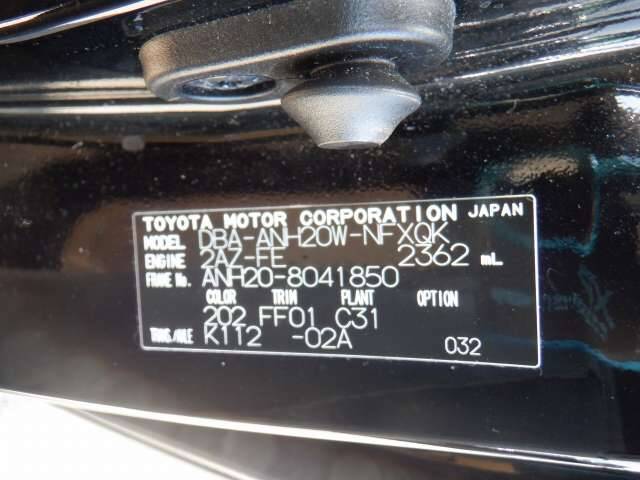 TOYOTA MOTOR CORPORATION JAPAN
MODEL DBA-ANH20W-NFXQK
ENGINE 2AZ-FE 2362 mL
FRAME No. ANH20-8041850
COLOR TRIM PLANT OPTION
202 FF01 C31
TRANS/AXLE K112 -02A 032